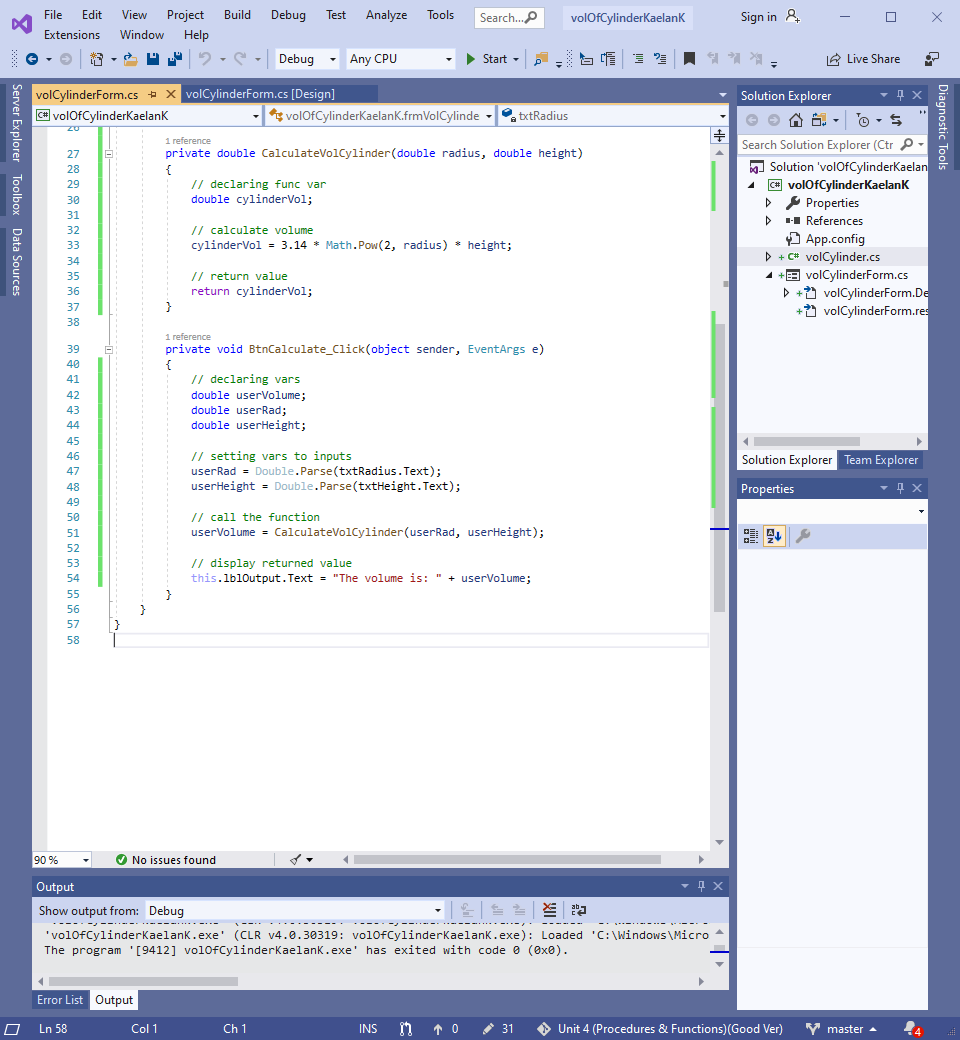 File Edit View Project Build Debug Test Analyze Tools Search... volOfCylinderKaelanK Sign in
Extensions Window Help
Debug Any CPU Start Live Share
Server Explorer
Toolbox
Data Sources
volCylinderForm.cs volCylinderForm.cs [Design]
volOfCylinderKaelanK volOfCylinderKaelanK.frmVolCylinde txtRadius
26
1 reference
27 private double CalculateVolCylinder(double radius, double height)
28 {
29 // declaring func var
30 double cylinderVol;
31
32 // calculate volume
33 cylinderVol = 3.14 * Math.Pow(2, radius) * height;
34
35 // return value
36 return cylinderVol;
37 }
38
1 reference
39 private void BtnCalculate_Click(object sender, EventArgs e)
40 {
41 // declaring vars
42 double userVolume;
43 double userRad;
44 double userHeight;
45
46 // setting vars to inputs
47 userRad = Double.Parse(txtRadius.Text);
48 userHeight = Double.Parse(txtHeight.Text);
49
50 // call the function
51 userVolume = CalculateVolCylinder(userRad, userHeight);
52
53 // display returned value
54 this.lblOutput.Text = "The volume is: " + userVolume;
55 }
56 }
57 }
58
90 % No issues found
Output
Show output from: Debug
'volOfCylinderKaelanK.exe' (CLR v4.0.30319: volOfCylinderKaelanK.exe): Loaded 'C:\Windows\Micro
The program '[9412] volOfCylinderKaelanK.exe' has exited with code 0 (0x0).
Error List Output
Solution Explorer
Search Solution Explorer (Ctr
Solution 'volOfCylinderKaelan
C# volOfCylinderKaelanK
Properties
References
App.config
C# volCylinder.cs
volCylinderForm.cs
volCylinderForm.De
volCylinderForm.res
Solution Explorer Team Explorer
Properties
Diagnostic Tools
Ln 58 Col 1 Ch 1 INS 0 31 Unit 4 (Procedures & Functions)(Good Ver) master 4